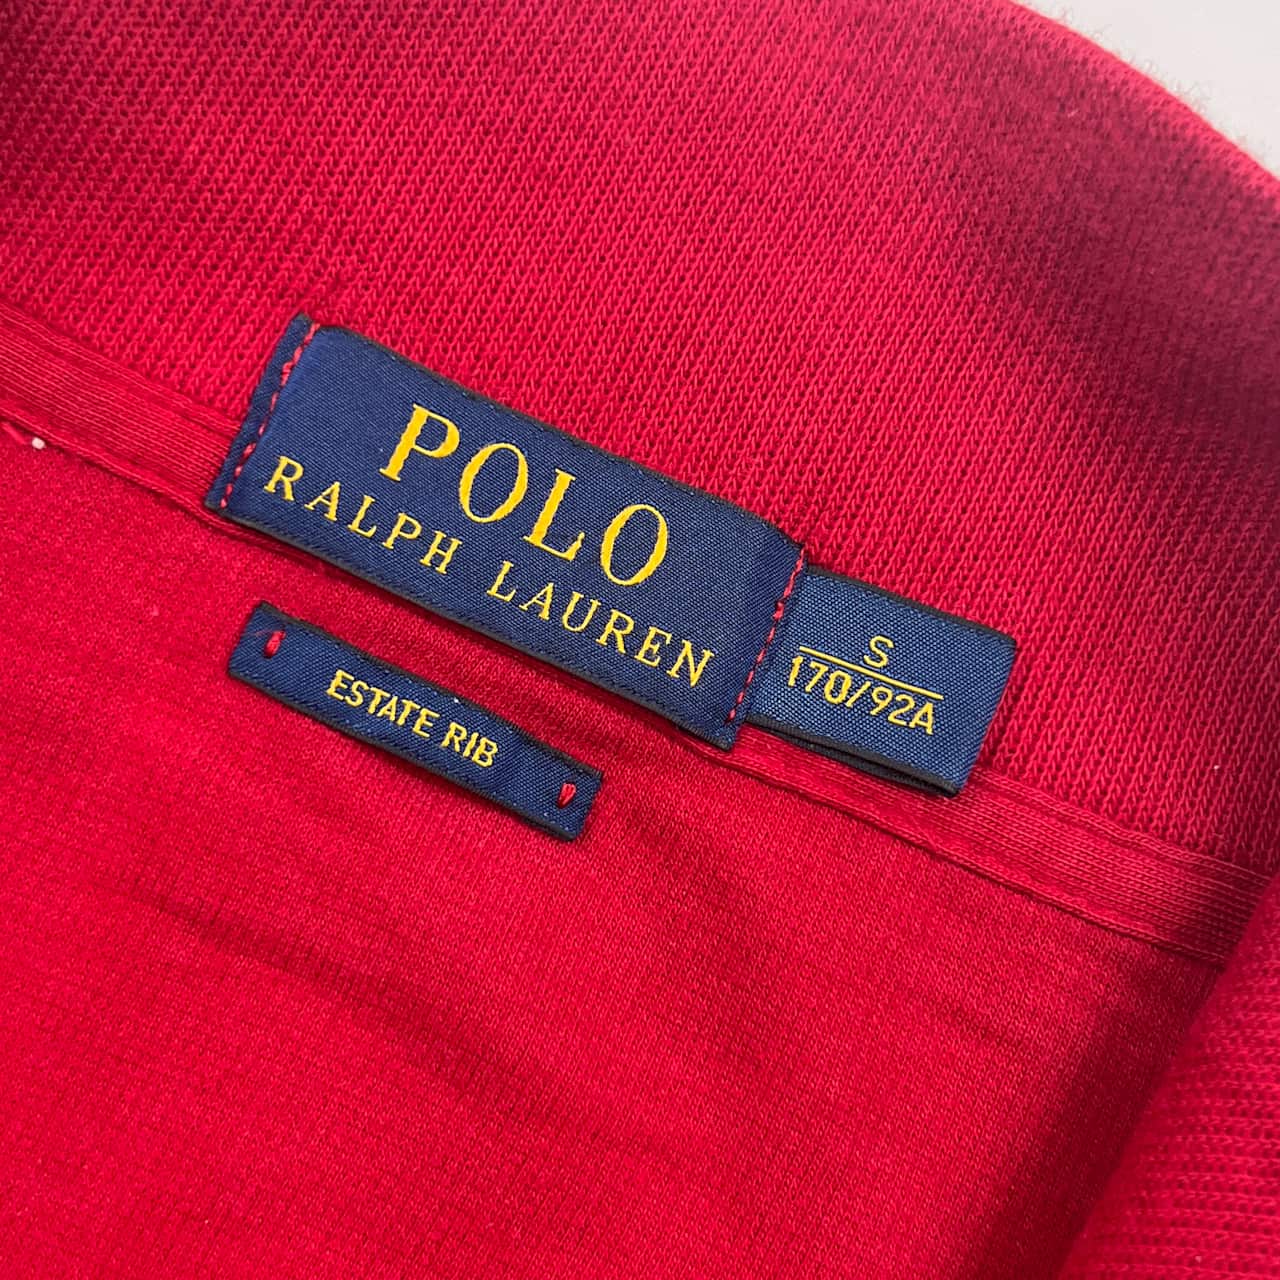 POLO
RALPH LAUREN
S
170/92A
ESTATE RIB